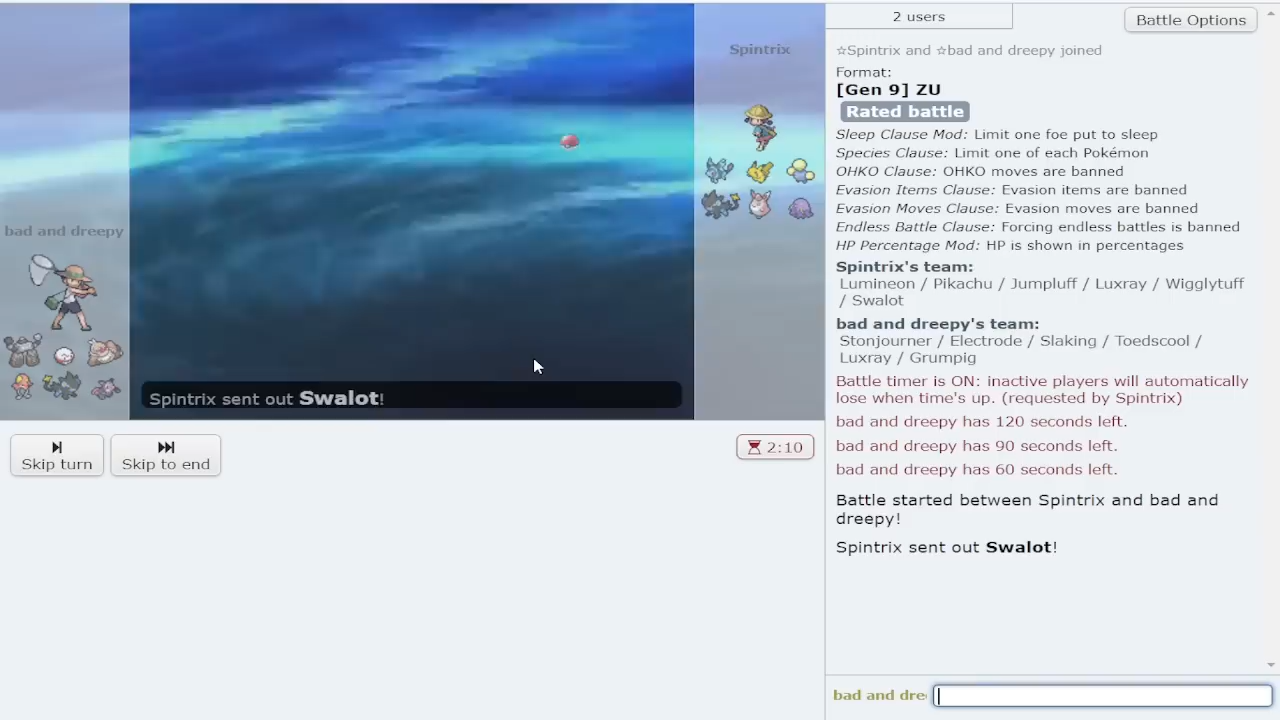 Spintrix
bad and dreepy
Spintrix sent out Swalot!
Skip turn
Skip to end
2:10
2 users
Battle Options
☆Spintrix and ☆bad and dreepy joined
Format:
[Gen 9] ZU
Rated battle
Sleep Clause Mod: Limit one foe put to sleep
Species Clause: Limit one of each Pokémon
OHKO Clause: OHKO moves are banned
Evasion Items Clause: Evasion items are banned
Evasion Moves Clause: Evasion moves are banned
Endless Battle Clause: Forcing endless battles is banned
HP Percentage Mod: HP is shown in percentages
Spintrix's team:
Lumineon / Pikachu / Jumpluff / Luxray / Wigglytuff
/ Swalot
bad and dreepy's team:
Stonjourner / Electrode / Slaking / Toedscool /
Luxray / Grumpig
Battle timer is ON: inactive players will automatically
lose when time's up. (requested by Spintrix)
bad and dreepy has 120 seconds left.
bad and dreepy has 90 seconds left.
bad and dreepy has 60 seconds left.
Battle started between Spintrix and bad and
dreepy!
Spintrix sent out Swalot!
bad and dree